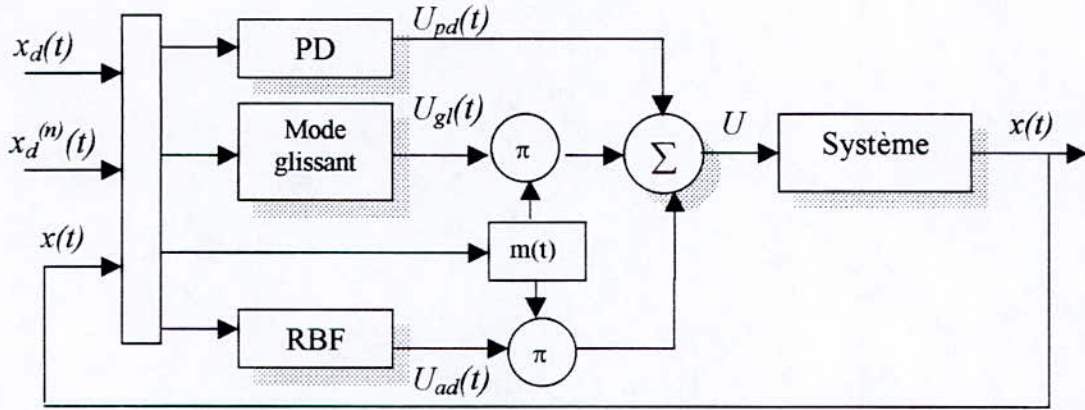 x_d(t)
x_d^(n)(t)
x(t)
PD
U_pd(t)
Mode
glissant
U_gl(t)
π
m(t)
RBF
U_ad(t)
π
Σ
U
Système
x(t)